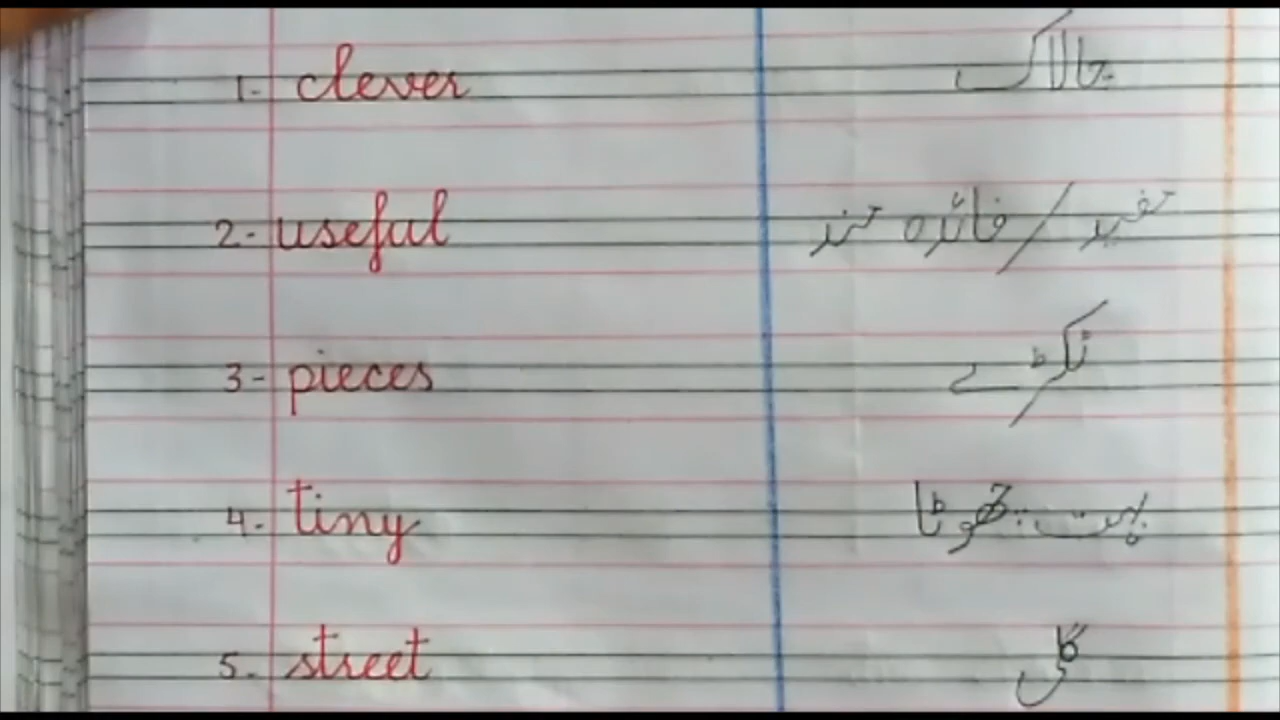 1. clever چالاک
2. useful مفید / فائدہ مند
3- pieces ٹکڑے
4. tiny بہت چھوٹا
5. street گلی